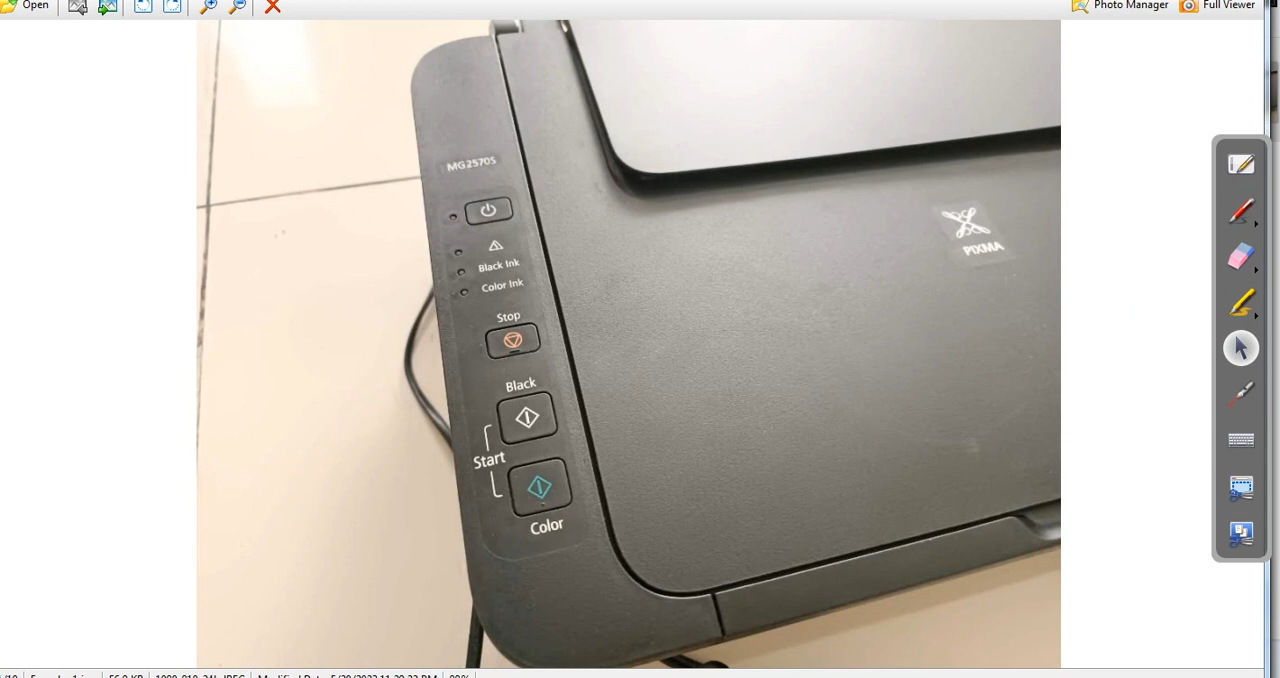 Open
Photo Manager
Full Viewer
MG2570S
Black Ink
Color Ink
Stop
Black
Start
Color
PIXMA